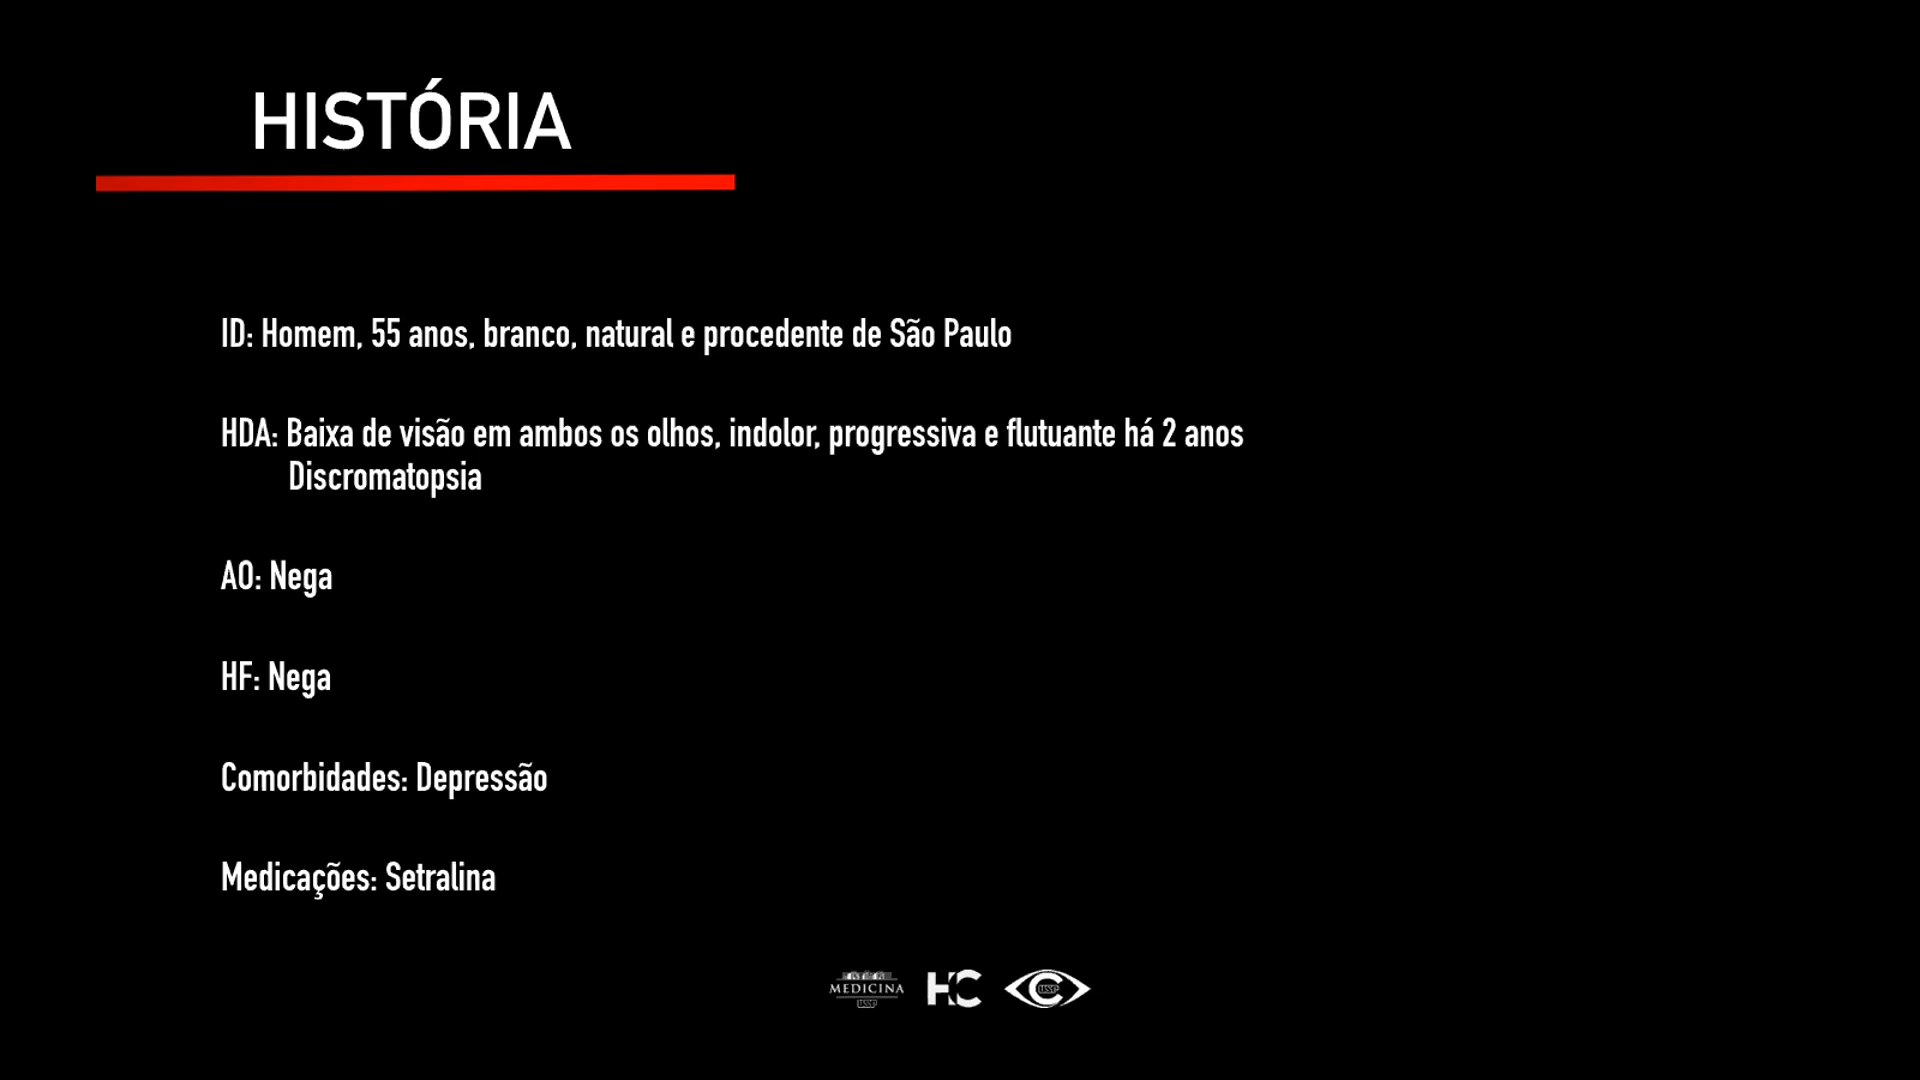 HISTÓRIA
ID: Homem, 55 anos, branco, natural e procedente de São Paulo
HDA: Baixa de visão em ambos os olhos, indolor, progressiva e flutuante há 2 anos
Discromatopsia
AO: Nega
HF: Nega
Comorbidades: Depressão
Medicações: Setralina
MEDICINA
USP
HC